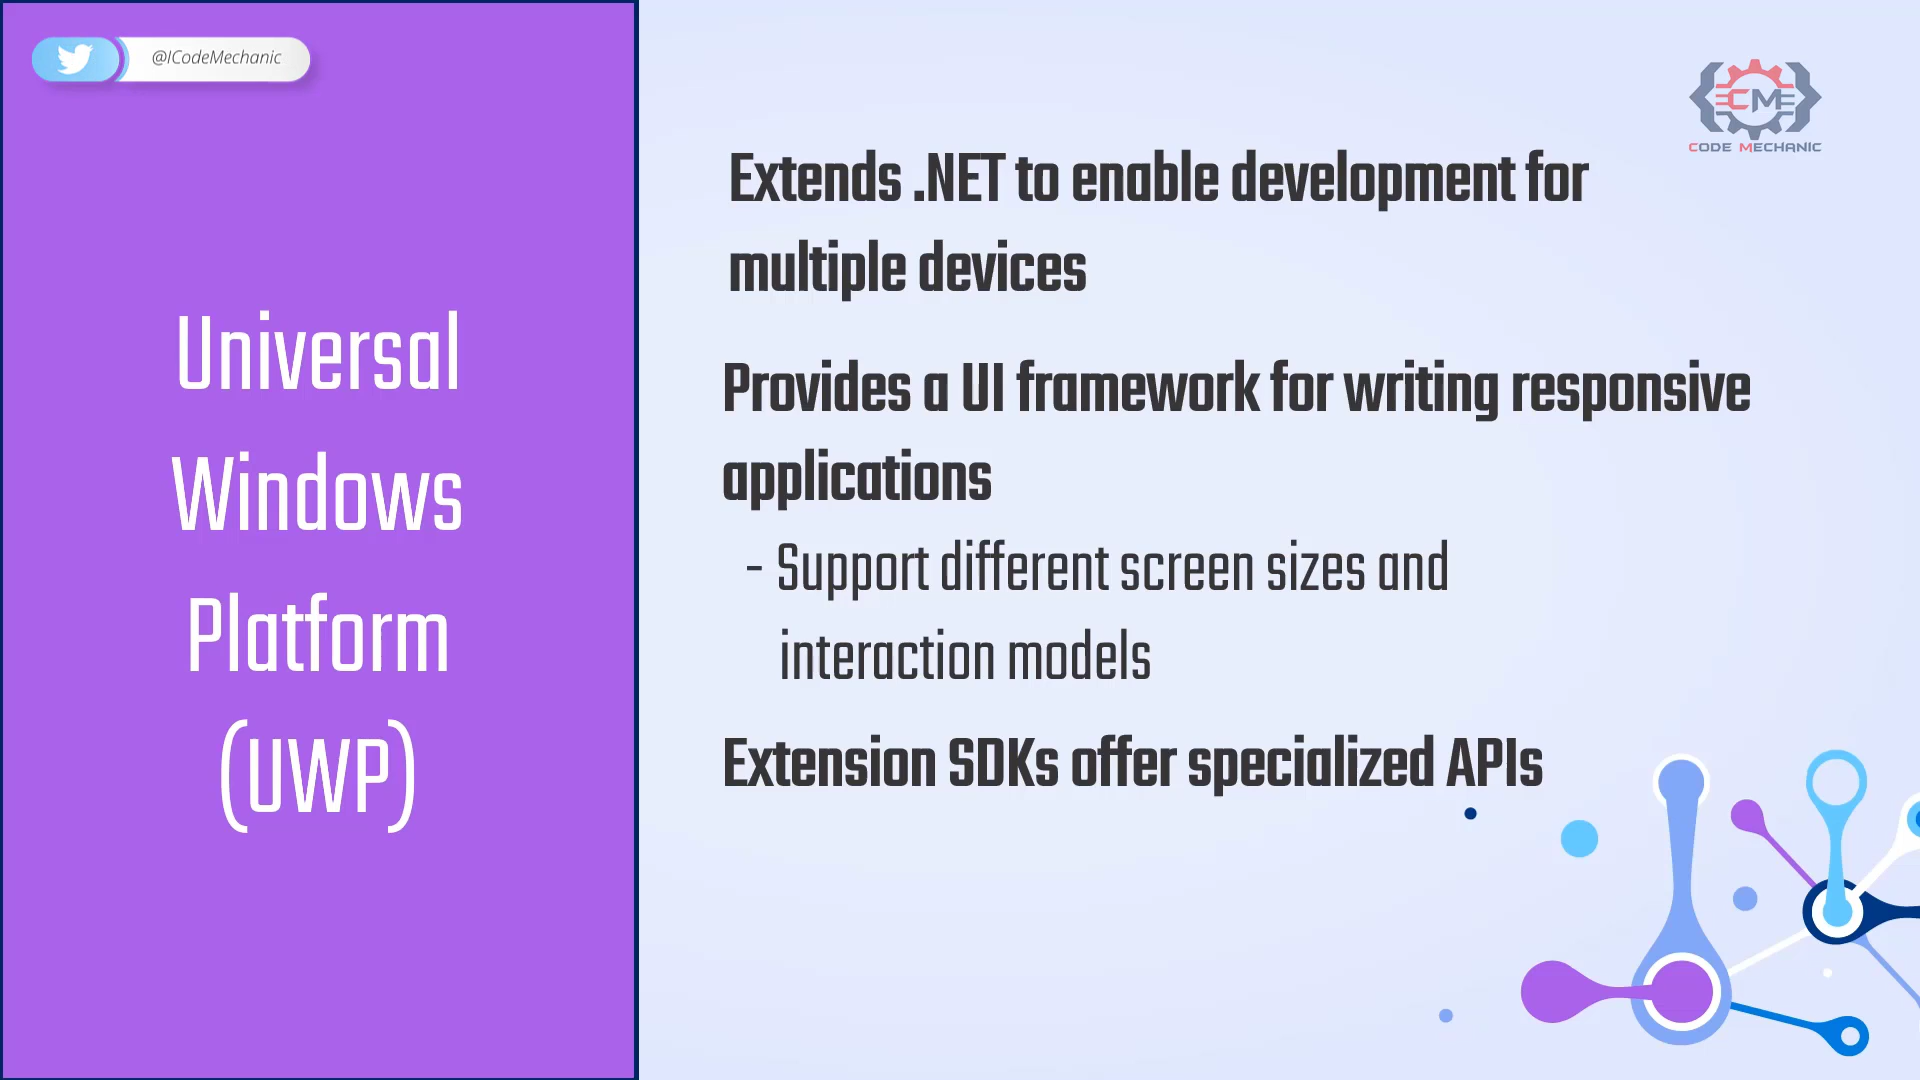 @ICodeMechanic
Universal
Windows
Platform
(UWP)
CME
CODE MECHANIC
Extends .NET to enable development for
multiple devices
Provides a UI framework for writing responsive
applications
- Support different screen sizes and
interaction models
Extension SDKs offer specialized APIs